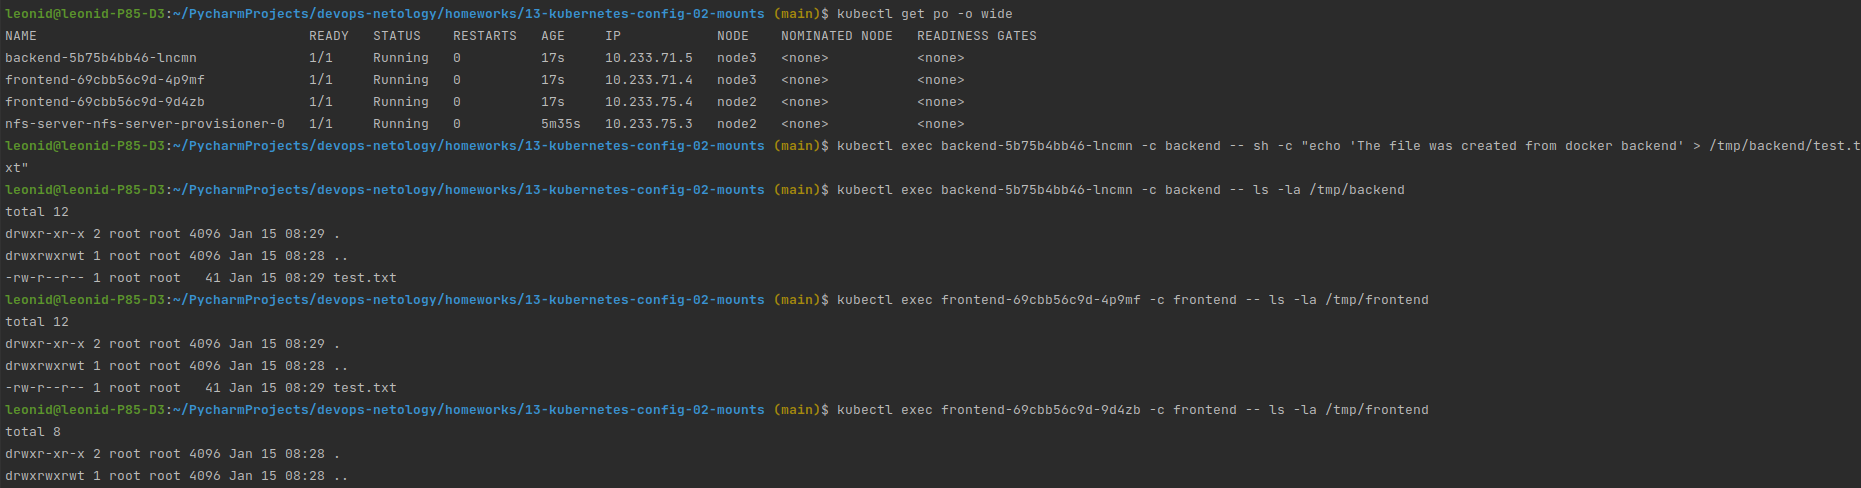 leonid@leonid-P85-D3:~/PycharmProjects/devops-netology/homeworks/13-kubernetes-config-02-mounts (main)$ kubectl get po -o wide
NAME                                  READY   STATUS    RESTARTS   AGE     IP            NODE    NOMINATED NODE   READINESS GATES
backend-5b75b4bb46-lncmn              1/1     Running   0          17s     10.233.71.5   node3   <none>           <none>
frontend-69cbb56c9d-4p9mf             1/1     Running   0          17s     10.233.71.4   node3   <none>           <none>
frontend-69cbb56c9d-9d4zb             1/1     Running   0          17s     10.233.75.4   node2   <none>           <none>
nfs-server-nfs-server-provisioner-0   1/1     Running   0          5m35s   10.233.75.3   node2   <none>           <none>
leonid@leonid-P85-D3:~/PycharmProjects/devops-netology/homeworks/13-kubernetes-config-02-mounts (main)$ kubectl exec backend-5b75b4bb46-lncmn -c backend -- sh -c "echo 'The file was created from docker backend' > /tmp/backend/test.t
xt"
leonid@leonid-P85-D3:~/PycharmProjects/devops-netology/homeworks/13-kubernetes-config-02-mounts (main)$ kubectl exec backend-5b75b4bb46-lncmn -c backend -- ls -la /tmp/backend
total 12
drwxr-xr-x 2 root root 4096 Jan 15 08:29 .
drwxrwxrwt 1 root root 4096 Jan 15 08:28 ..
-rw-r--r-- 1 root root   41 Jan 15 08:29 test.txt
leonid@leonid-P85-D3:~/PycharmProjects/devops-netology/homeworks/13-kubernetes-config-02-mounts (main)$ kubectl exec frontend-69cbb56c9d-4p9mf -c frontend -- ls -la /tmp/frontend
total 12
drwxr-xr-x 2 root root 4096 Jan 15 08:29 .
drwxrwxrwt 1 root root 4096 Jan 15 08:28 ..
-rw-r--r-- 1 root root   41 Jan 15 08:29 test.txt
leonid@leonid-P85-D3:~/PycharmProjects/devops-netology/homeworks/13-kubernetes-config-02-mounts (main)$ kubectl exec frontend-69cbb56c9d-9d4zb -c frontend -- ls -la /tmp/frontend
total 8
drwxr-xr-x 2 root root 4096 Jan 15 08:28 .
drwxrwxrwt 1 root root 4096 Jan 15 08:28 ..